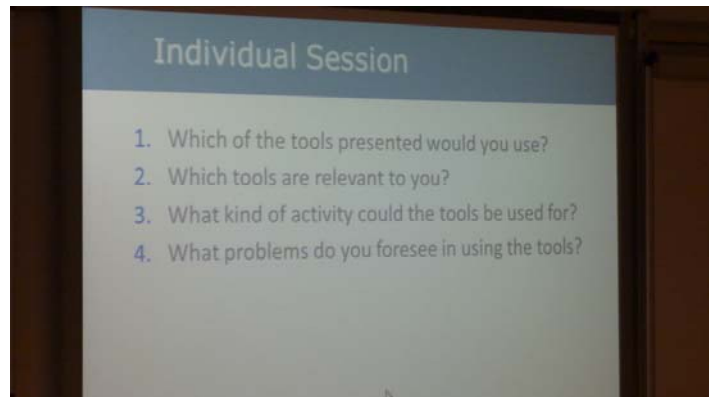 Individual Session
1. Which of the tools presented would you use?
2. Which tools are relevant to you?
3. What kind of activity could the tools be used for?
4. What problems do you foresee in using the tools?